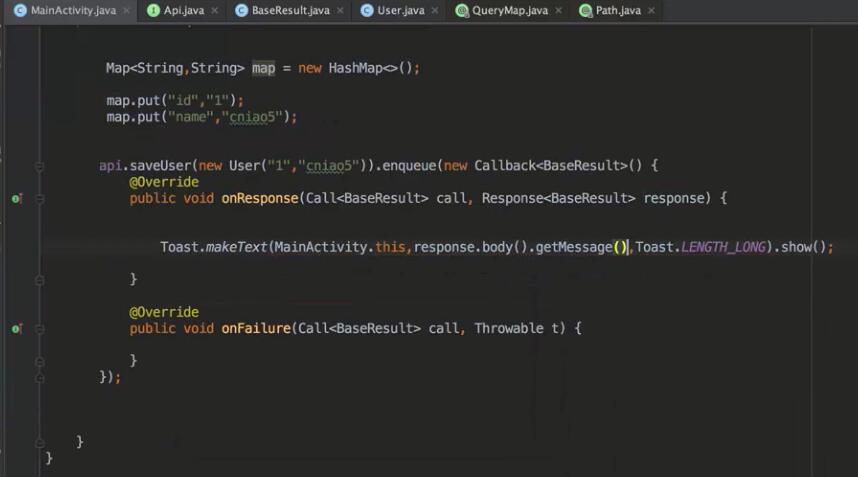 MainActivity.java × Api.java × BaseResult.java × User.java × QueryMap.java × Path.java ×
Map<String,String> map = new HashMap<>();
map.put("id","1");
map.put("name","cniao5");
api.saveUser(new User("1","cniao5")).enqueue(new Callback<BaseResult>() {
@Override
public void onResponse(Call<BaseResult> call, Response<BaseResult> response) {
Toast.makeText(MainActivity.this,response.body().getMessage(),Toast.LENGTH_LONG).show();
}
@Override
public void onFailure(Call<BaseResult> call, Throwable t) {
}
});
}
}